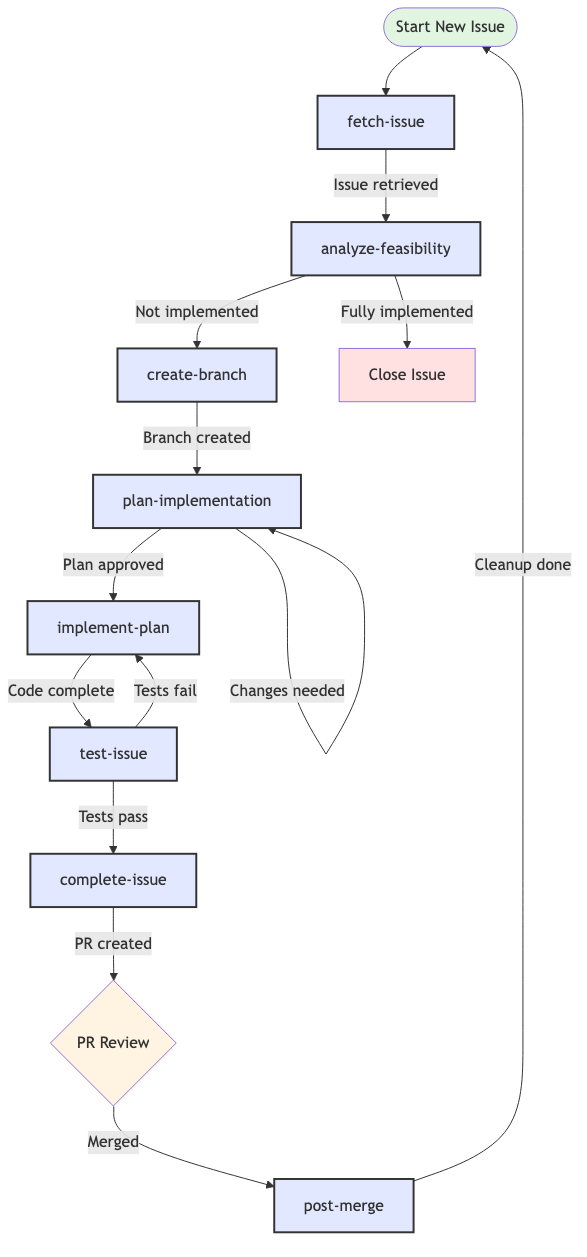 Start New Issue
fetch-issue
Issue retrieved
analyze-feasibility
Not implemented
Fully implemented
create-branch
Close Issue
Branch created
plan-implementation
Plan approved
Cleanup done
implement-plan
Code complete
Tests fail
Changes needed
test-issue
Tests pass
complete-issue
PR created
PR Review
Merged
post-merge